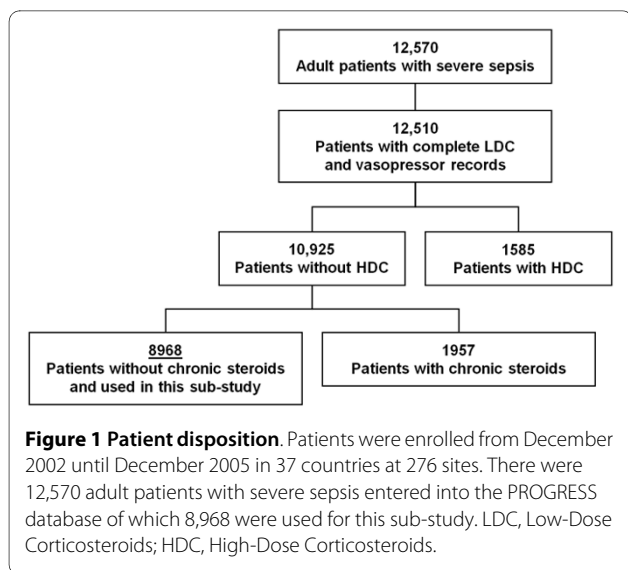 12,570
Adult patients with severe sepsis
12,510
Patients with complete LDC
and vasopressor records
10,925
Patients without HDC
1585
Patients with HDC
8968
Patients without chronic steroids
and used in this sub-study
1957
Patients with chronic steroids
Figure 1 Patient disposition. Patients were enrolled from December
2002 until December 2005 in 37 countries at 276 sites. There were
12,570 adult patients with severe sepsis entered into the PROGRESS
database of which 8,968 were used for this sub-study. LDC, Low-Dose
Corticosteroids; HDC, High-Dose Corticosteroids.